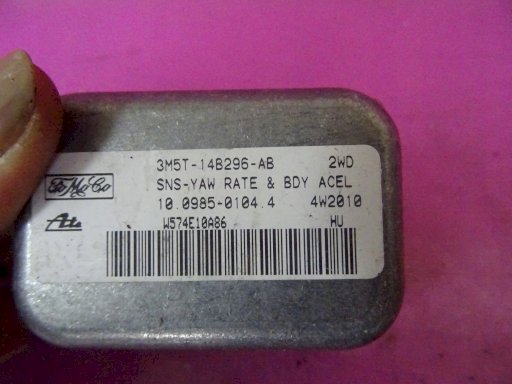 3M5T-14B296-AB 2WD
FoMoCo SNS-YAW RATE & BDY ACEL
10.0985-0104.4 4W2010
Ate W574E10A86 HU